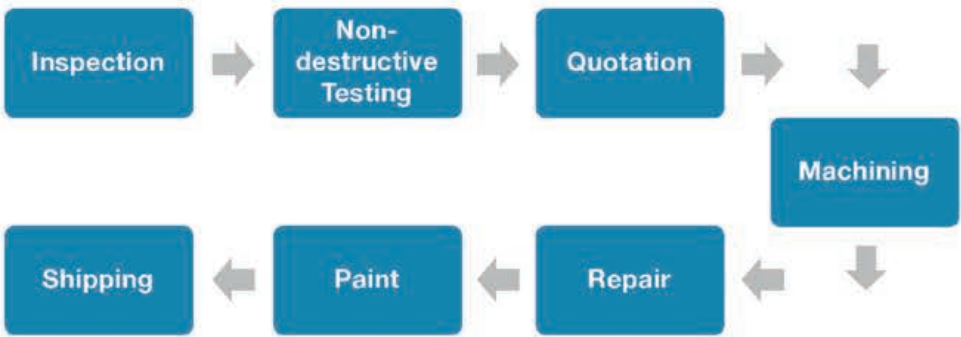 Inspection
Non-
destructive
Testing
Quotation
Machining
Repair
Paint
Shipping